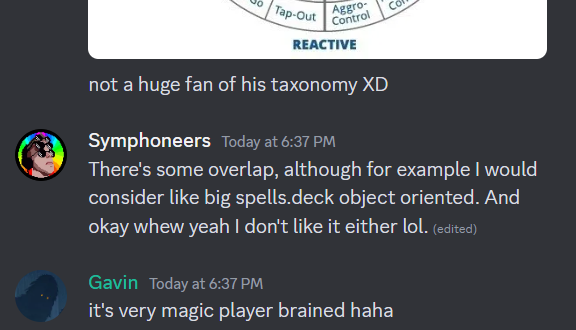 Go
Tap-Out
Aggro-
Control
REACTIVE
not a huge fan of his taxonomy XD
Symphoneers Today at 6:37 PM
There's some overlap, although for example I would
consider like big spells.deck object oriented. And
okay whew yeah I don't like it either lol. (edited)
Gavin Today at 6:37 PM
it's very magic player brained haha